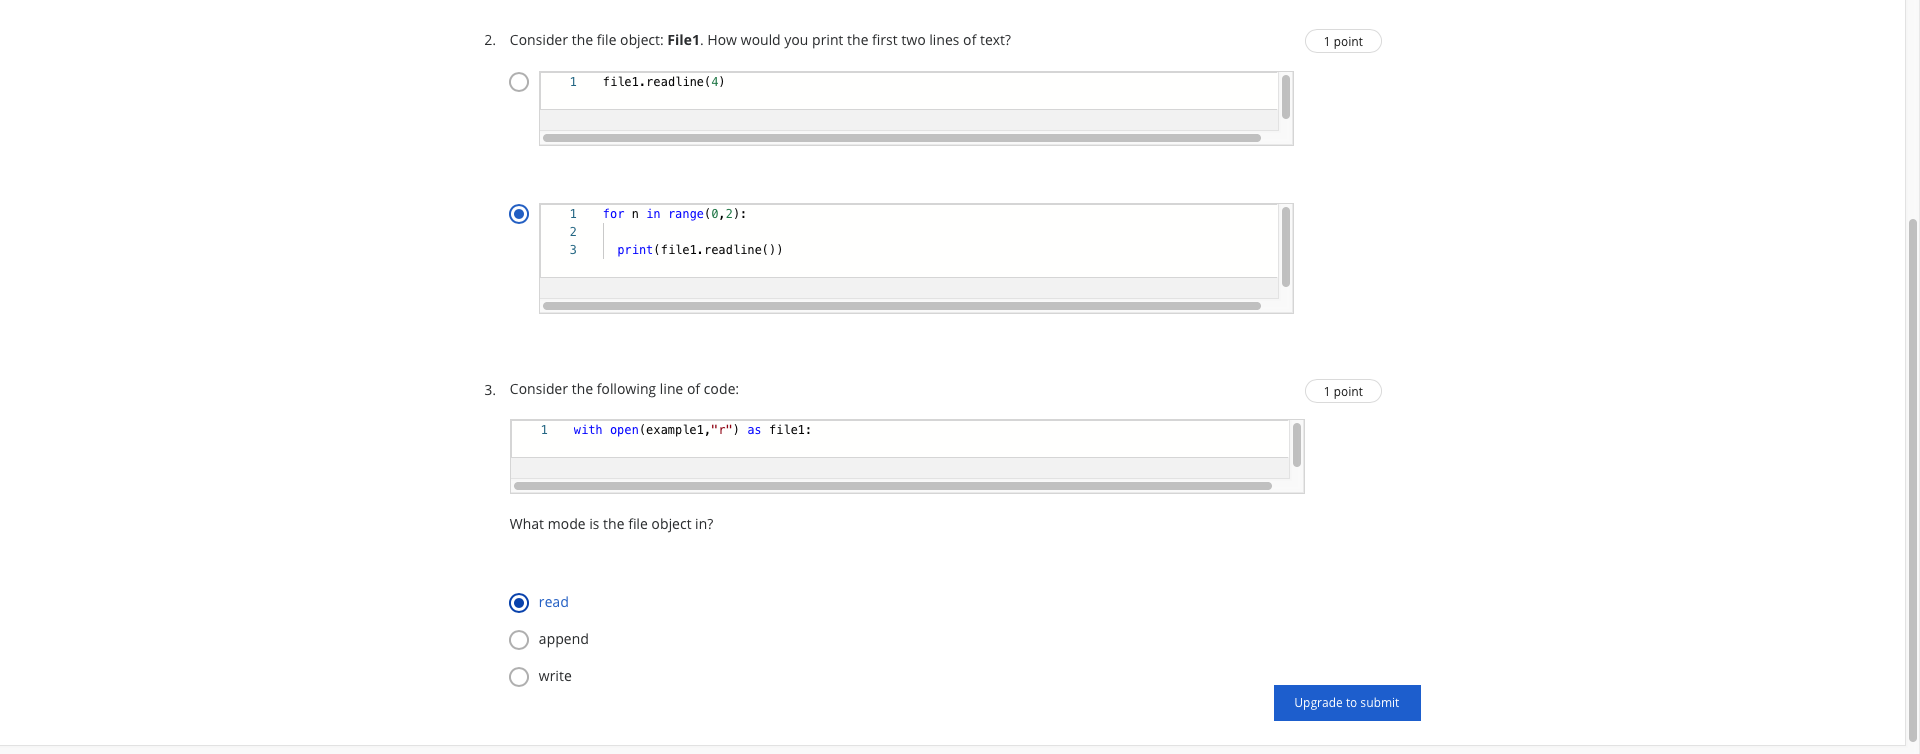 2. Consider the file object: File1. How would you print the first two lines of text?
1 point
1 file1.readline(4)
1 for n in range(0,2):
2
3 print(file1.readline())
3. Consider the following line of code:
1 point
1 with open(example1,"r") as file1:
What mode is the file object in?
read
append
write
Upgrade to submit